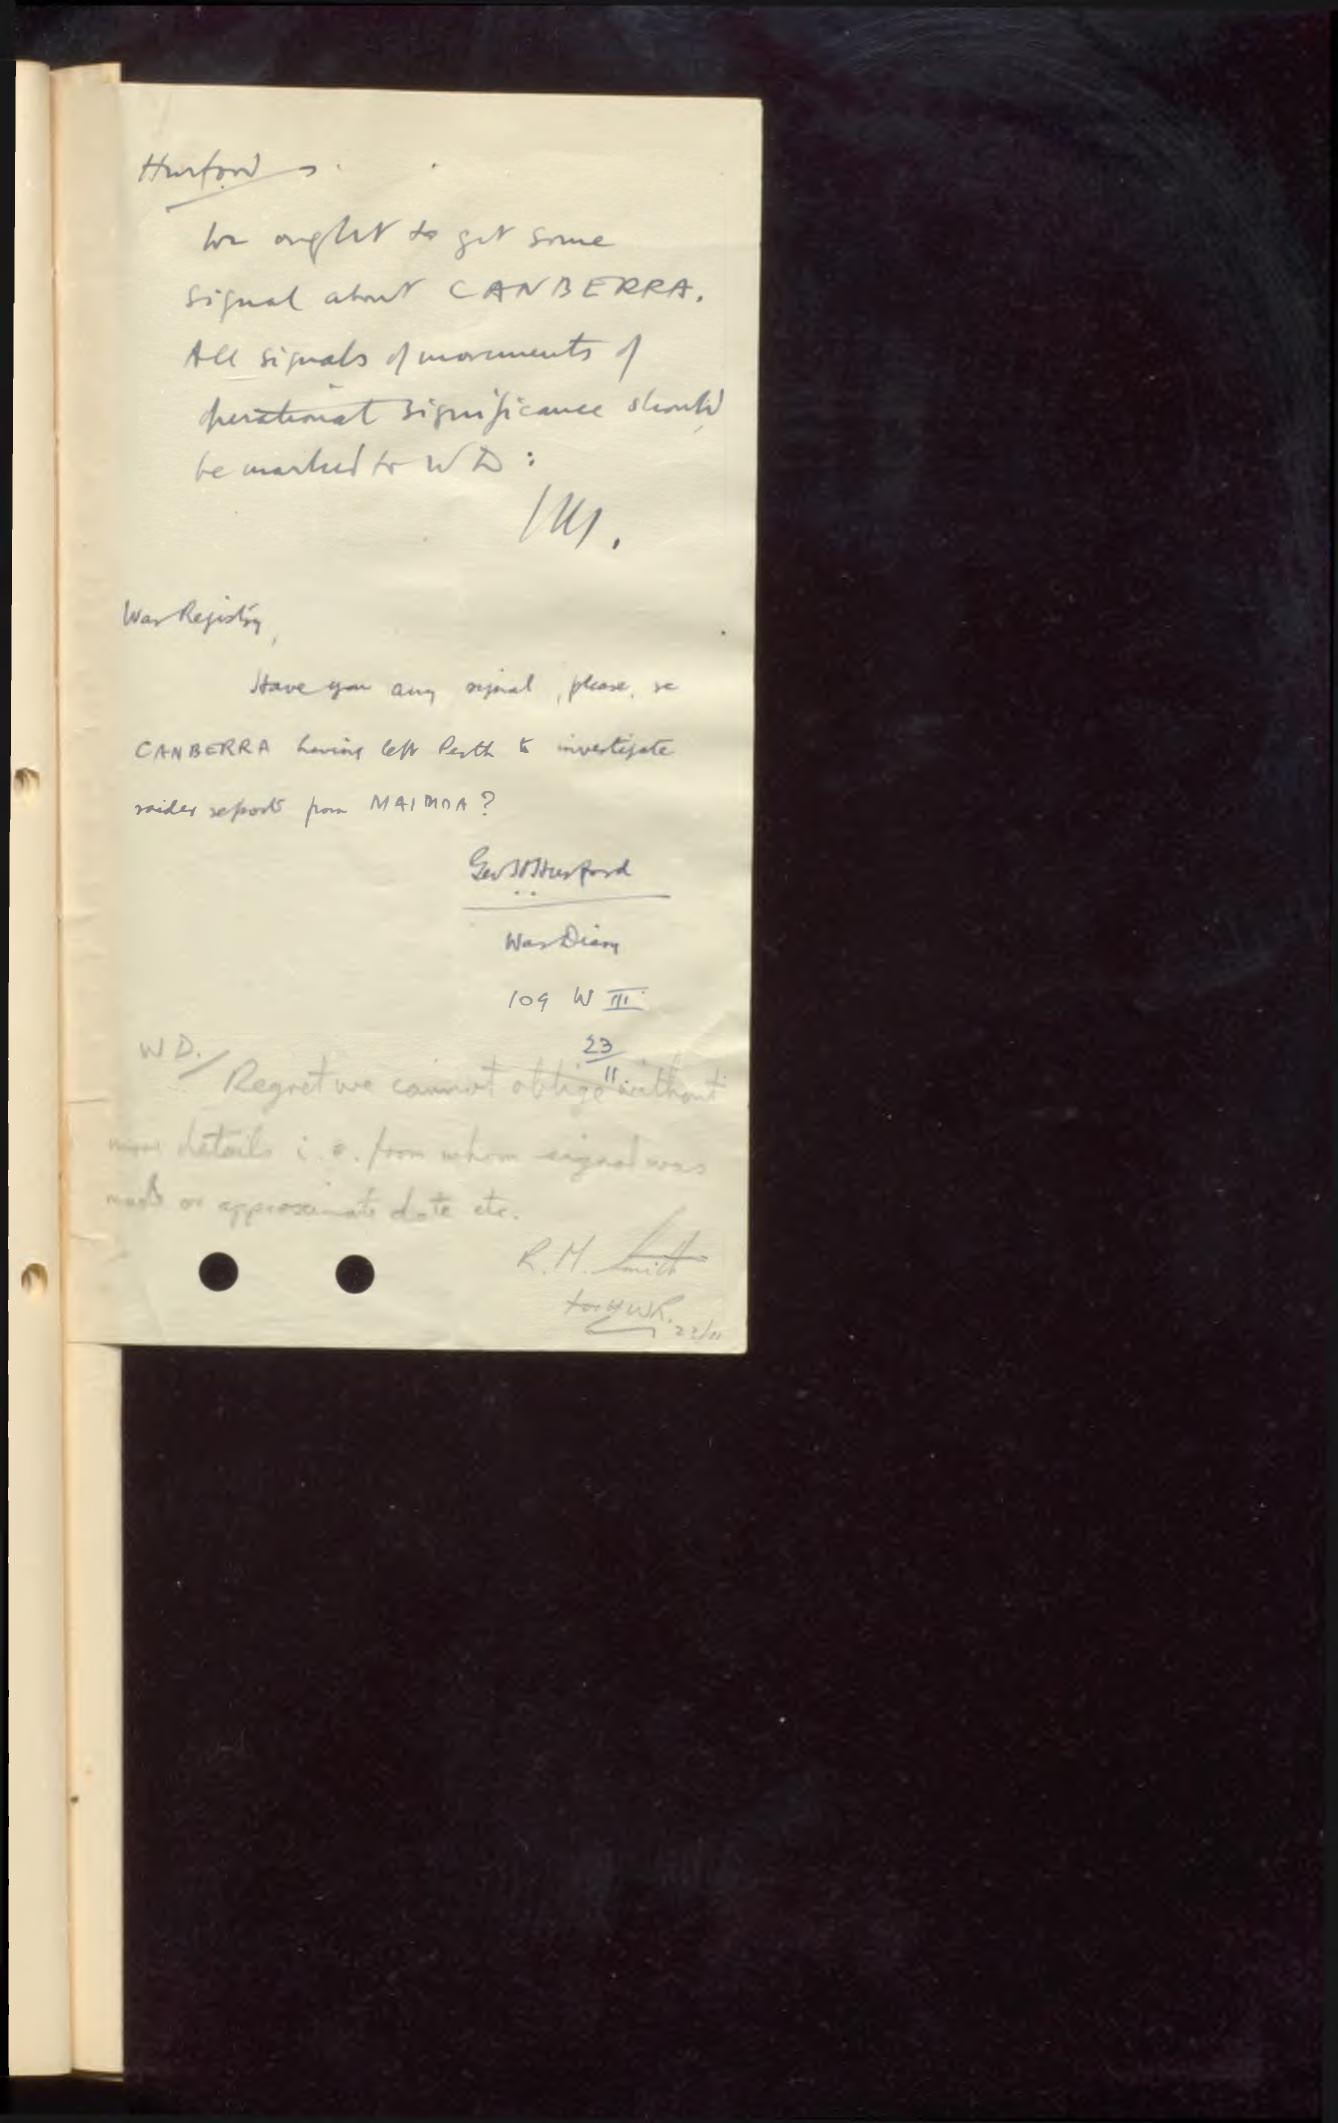 Hurford
We ought to get some
signal about CANBERRA.
All signals of movements of
operational significance should
be marked to WD:
War Registry,
Have you any signal, please, re
CANBERRA having left Perth to investigate
raider reports from MAIMOA?
Geo Hurford
War Diary
109 W III
23/11
W D./
Regret we cannot oblige without
more details i.e. from whom signal was
made or approximate date etc.
R. M. Smith
for H W R. 23/11